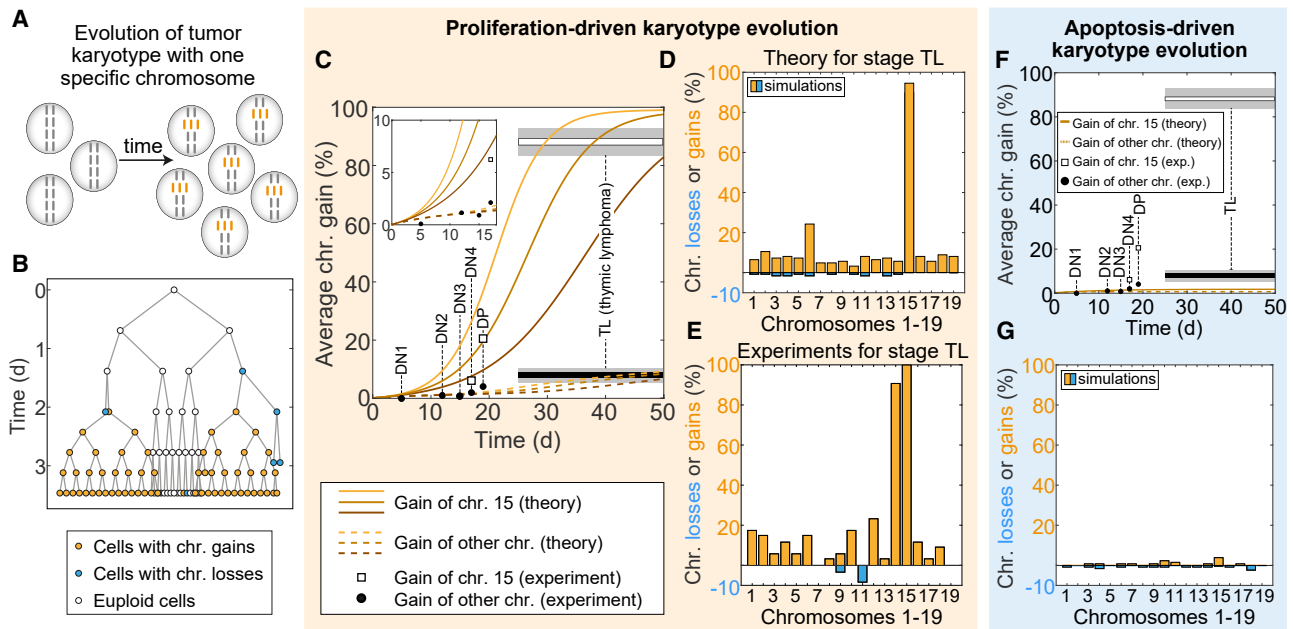 A
Evolution of tumor
karyotype with one
specific chromosome
time
B
0
1
2
3
Time (d)
Cells with chr. gains
Cells with chr. losses
Euploid cells
Proliferation-driven karyotype evolution
C
Average chr. gain (%)
100
80
60
40
20
0
10
5
0
0
10
DN1
DN2
DN3
DN4
DP
TL (thymic lymphoma)
0 20 40 50
Time (d)
Gain of chr. 15 (theory)
Gain of other chr. (theory)
Gain of chr. 15 (experiment)
Gain of other chr. (experiment)
D
Theory for stage TL
simulations
Chr. losses or gains (%)
100
80
60
40
20
-10
1 3 5 7 9 11 13 15 17 19
Chromosomes 1-19
E
Experiments for stage TL
Chr. losses or gains (%)
100
80
60
40
20
-10
1 3 5 7 9 11 13 15 17 19
Chromosomes 1-19
Apoptosis-driven
karyotype evolution
F
Average chr. gain (%)
100
80
60
40
20
0
Gain of chr. 15 (theory)
Gain of other chr. (theory)
Gain of chr. 15 (exp.)
Gain of other chr. (exp.)
DN1
DN2
DN3
DN4
DP
TL
0 10 20 30 40 50
Time (d)
G
simulations
Chr. losses or gains (%)
100
80
60
40
20
-10
1 3 5 7 9 11 13 15 17 19
Chromosomes 1-19